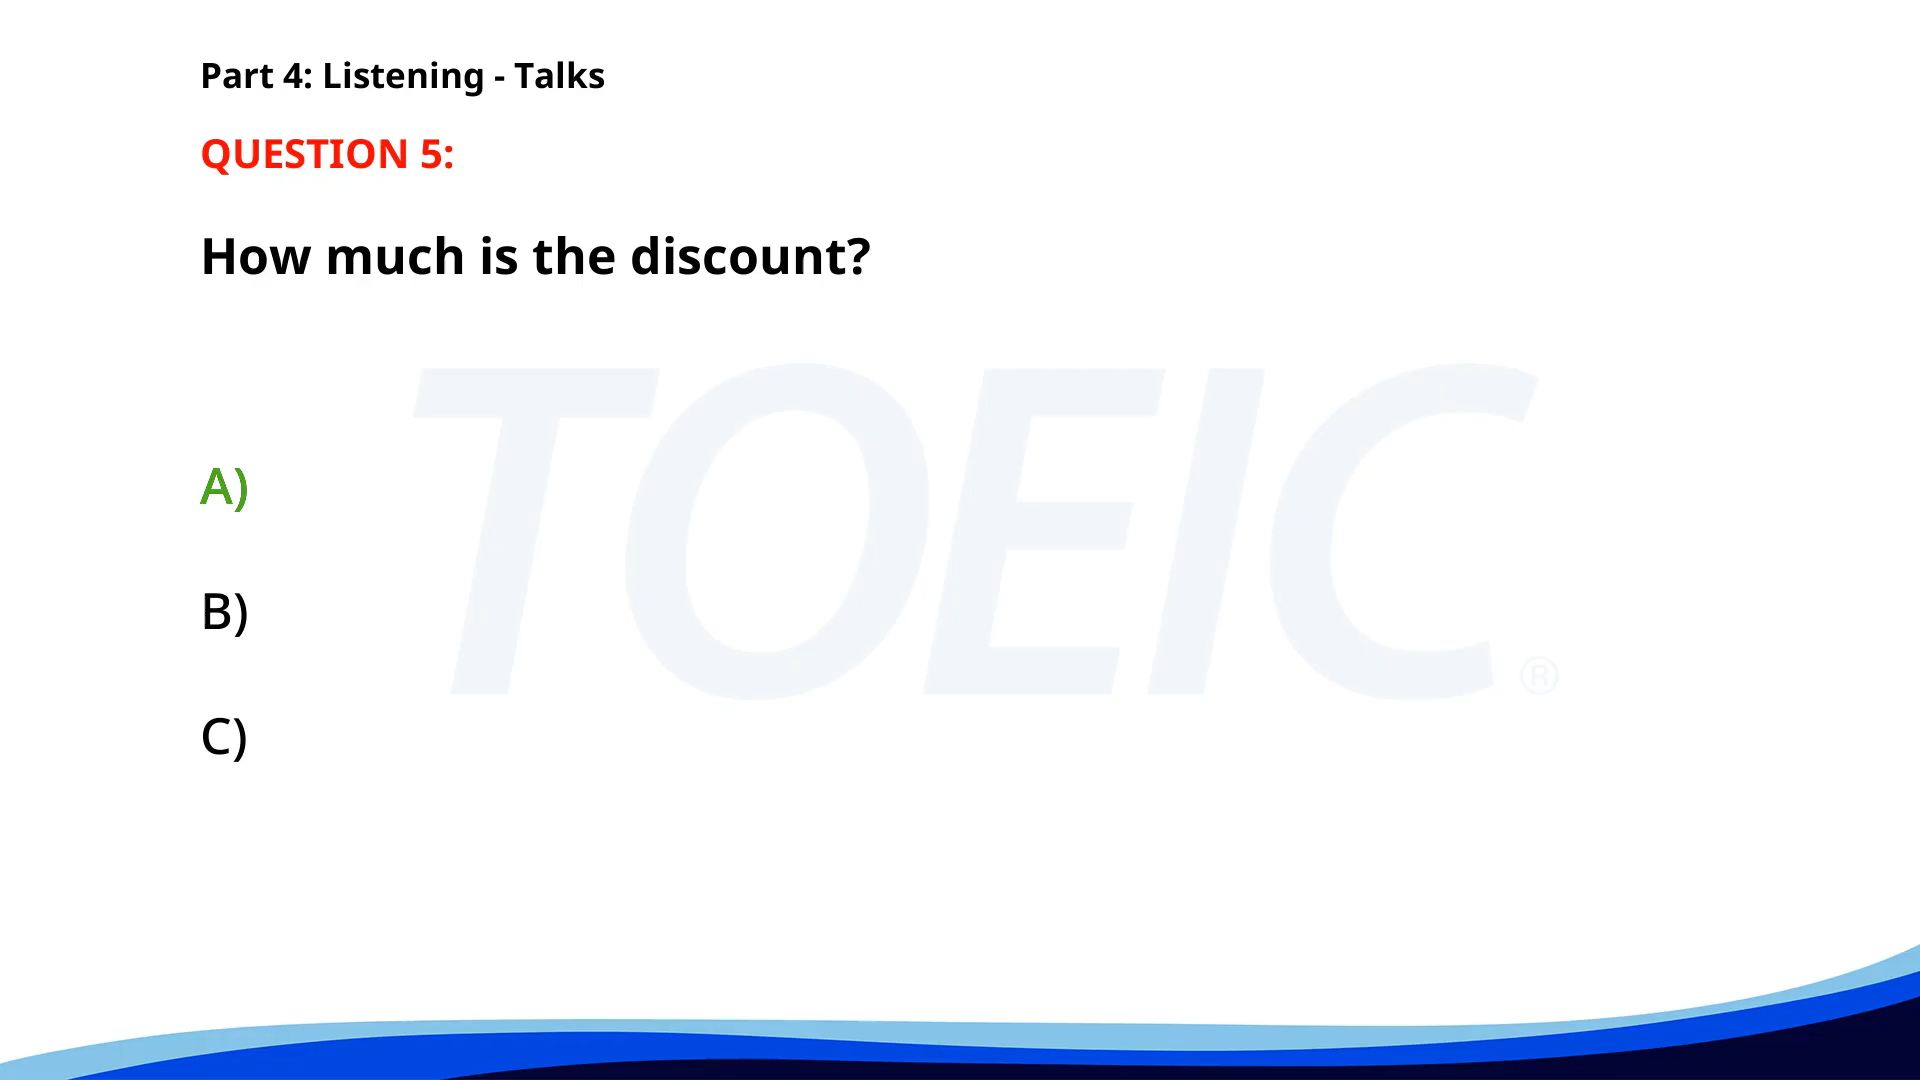 Part 4: Listening - Talks
QUESTION 5:
How much is the discount?
TOEIC®
A)
B)
C)